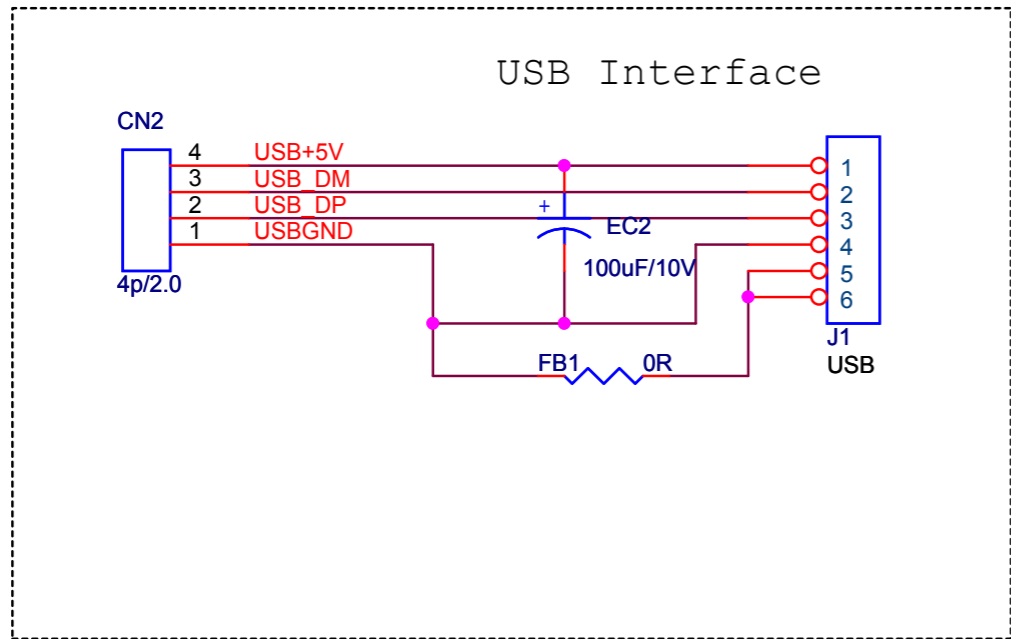 USB Interface
CN2
4 USB+5V
3 USB_DM
2 USB_DP
1 USBGND
4p/2.0
+
EC2
100uF/10V
1
2
3
4
5
6
J1
USB
FB1 0R